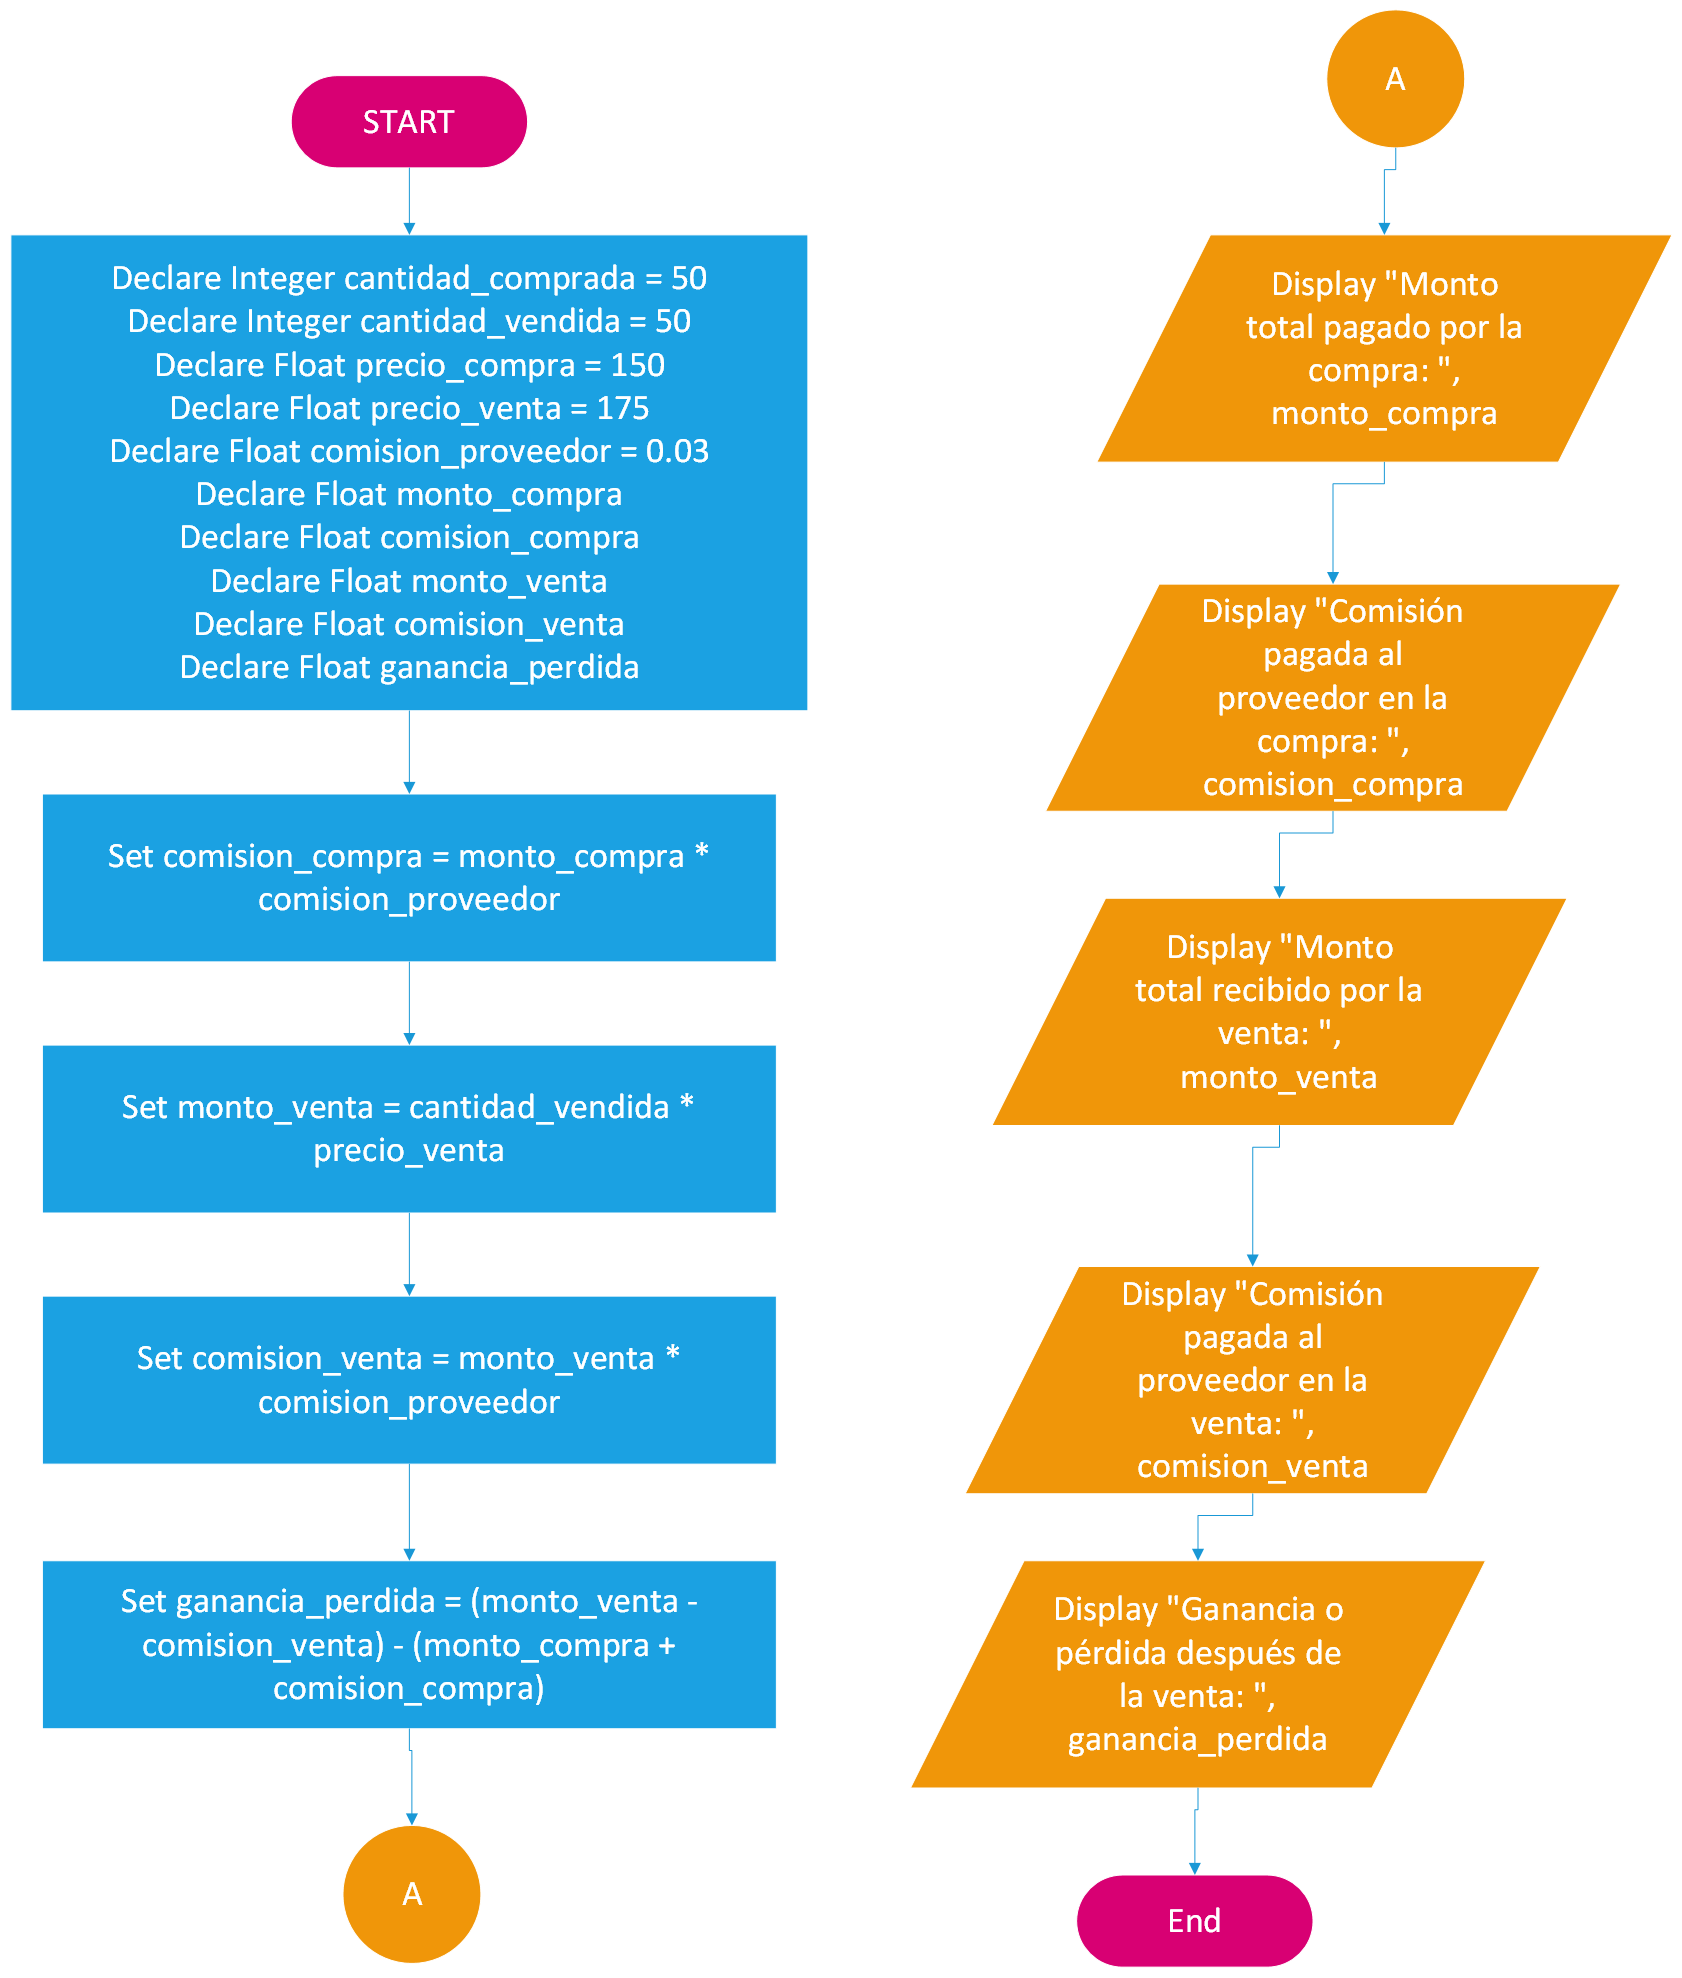 START
Declare Integer cantidad_comprada = 50
Declare Integer cantidad_vendida = 50
Declare Float precio_compra = 150
Declare Float precio_venta = 175
Declare Float comision_proveedor = 0.03
Declare Float monto_compra
Declare Float comision_compra
Declare Float monto_venta
Declare Float comision_venta
Declare Float ganancia_perdida
Set comision_compra = monto_compra *
comision_proveedor
Set monto_venta = cantidad_vendida *
precio_venta
Set comision_venta = monto_venta *
comision_proveedor
Set ganancia_perdida = (monto_venta -
comision_venta) - (monto_compra +
comision_compra)
A
A
Display "Monto
total pagado por la
compra: ",
monto_compra
Display "Comisión
pagada al
proveedor en la
compra: ",
comision_compra
Display "Monto
total recibido por la
venta: ",
monto_venta
Display "Comisión
pagada al
proveedor en la
venta: ",
comision_venta
Display "Ganancia o
pérdida después de
la venta: ",
ganancia_perdida
End